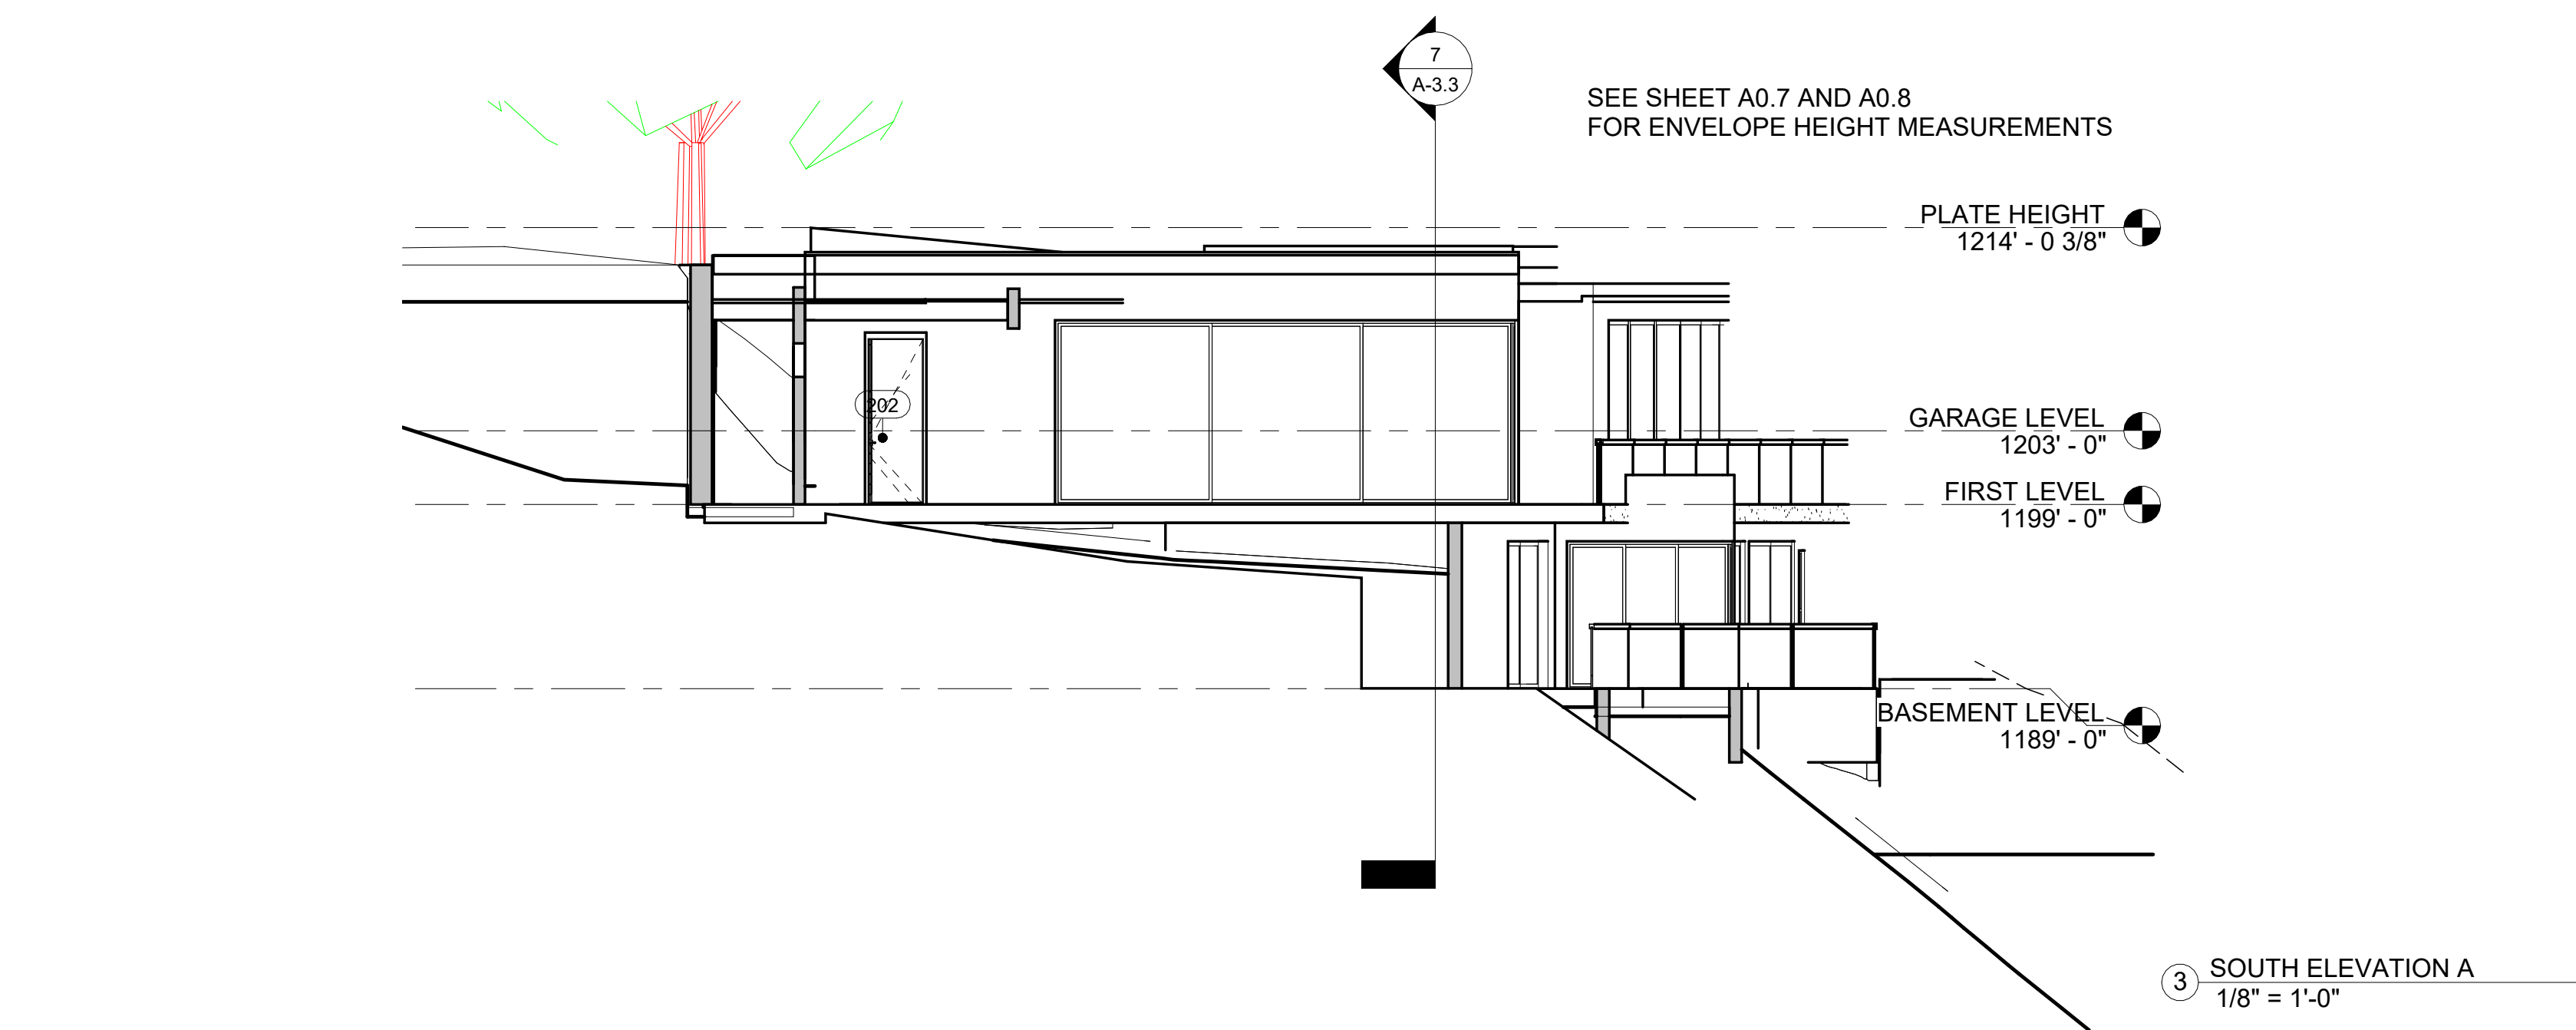 7
A-3.3
SEE SHEET A0.7 AND A0.8
FOR ENVELOPE HEIGHT MEASUREMENTS
PLATE HEIGHT
1214' - 0 3/8"
202
GARAGE LEVEL
1203' - 0"
FIRST LEVEL
1199' - 0"
BASEMENT LEVEL
1189' - 0"
3
SOUTH ELEVATION A
1/8" = 1'-0"